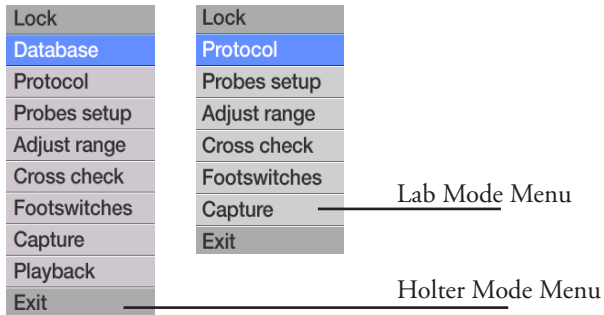 Lock
Database
Protocol
Probes setup
Adjust range
Cross check
Footswitches
Capture
Playback
Exit
Lock
Protocol
Probes setup
Adjust range
Cross check
Footswitches
Capture
Exit
Lab Mode Menu
Holter Mode Menu